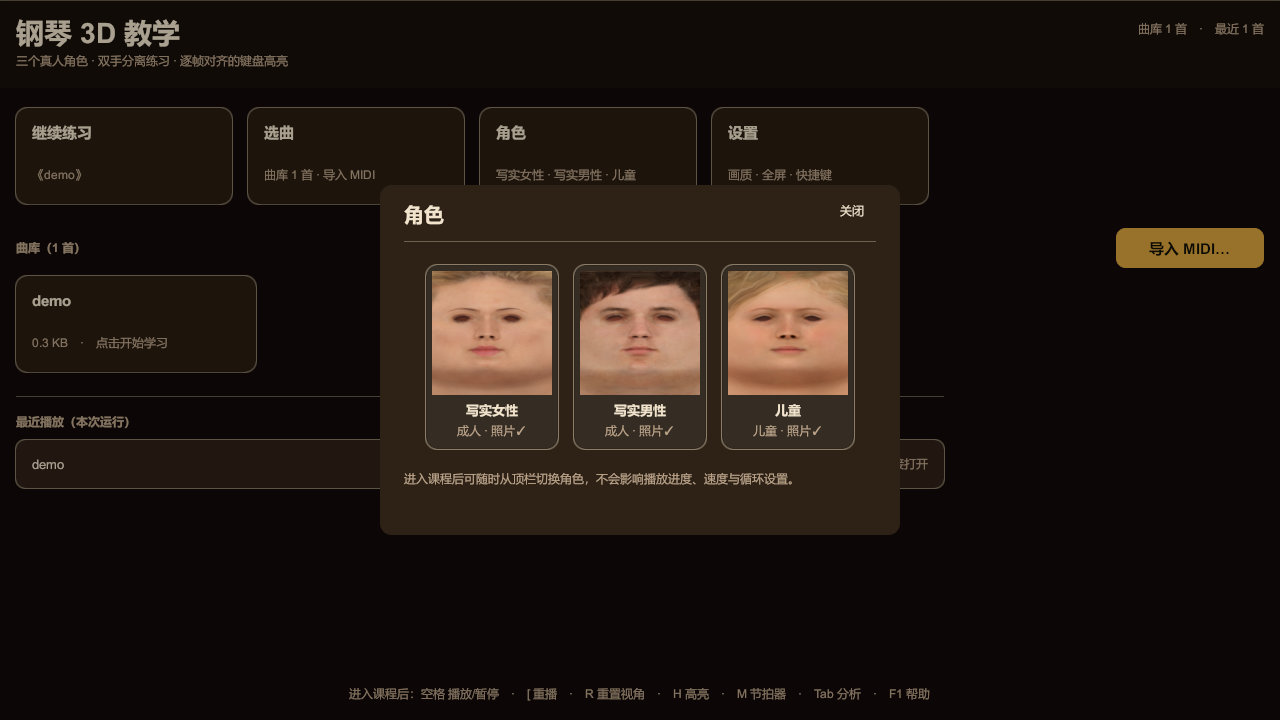 钢琴 3D 教学
曲库 1 首 · 最近 1 首
三个真人角色 · 双手分离练习 · 逐帧对齐的键盘高亮
继续练习
《demo》
选曲
曲库 1 首 · 导入 MIDI
角色
写实女性 · 写实男性 · 儿童
设置
画质 · 全屏 · 快捷键
角色
关闭
曲库（1 首）
导入 MIDI...
demo
0.3 KB · 点击开始学习
写实女性
成人 · 照片✓
写实男性
成人 · 照片✓
儿童
儿童 · 照片✓
最近播放（本次运行）
demo
打开
进入课程后可随时从顶栏切换角色，不会影响播放进度、速度与循环设置。
进入课程后：空格 播放/暂停 · [ 重播 · R 重置视角 · H 高亮 · M 节拍器 · Tab 分析 · F1 帮助